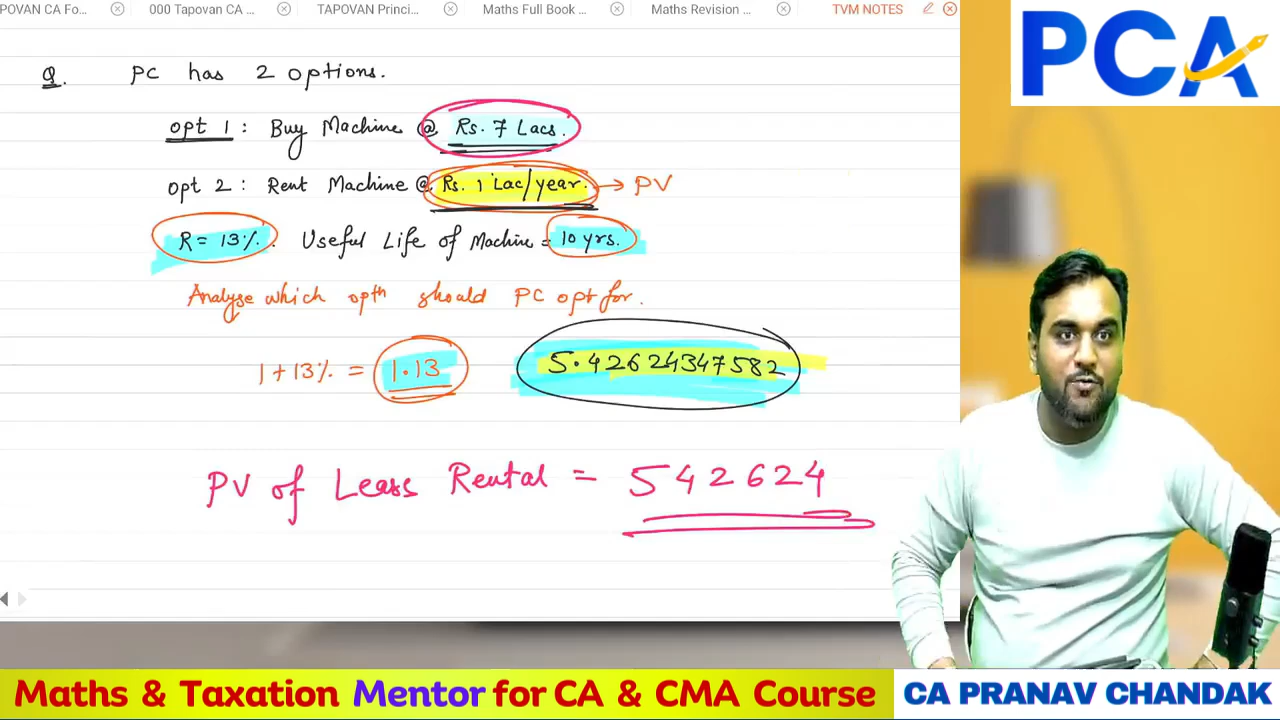 POVAN CA Fo... 000 Tapovan CA ... TAPOVAN Princi... Maths Full Book ... Maths Revision ... TVM NOTES
PCA
Q. PC has 2 options.
opt 1 : Buy Machine @ Rs. 7 Lacs.
opt 2 : Rent Machine @ Rs. 1 Lac/year. → PV
R = 13%. Useful Life of Machine = 10 yrs.
Analyse which optn should PC opt for.
1 + 13% = 1.13 5.42624347582
PV of Leass Rental = 542624
Maths & Taxation Mentor for CA & CMA Course
CA PRANAV CHANDAK